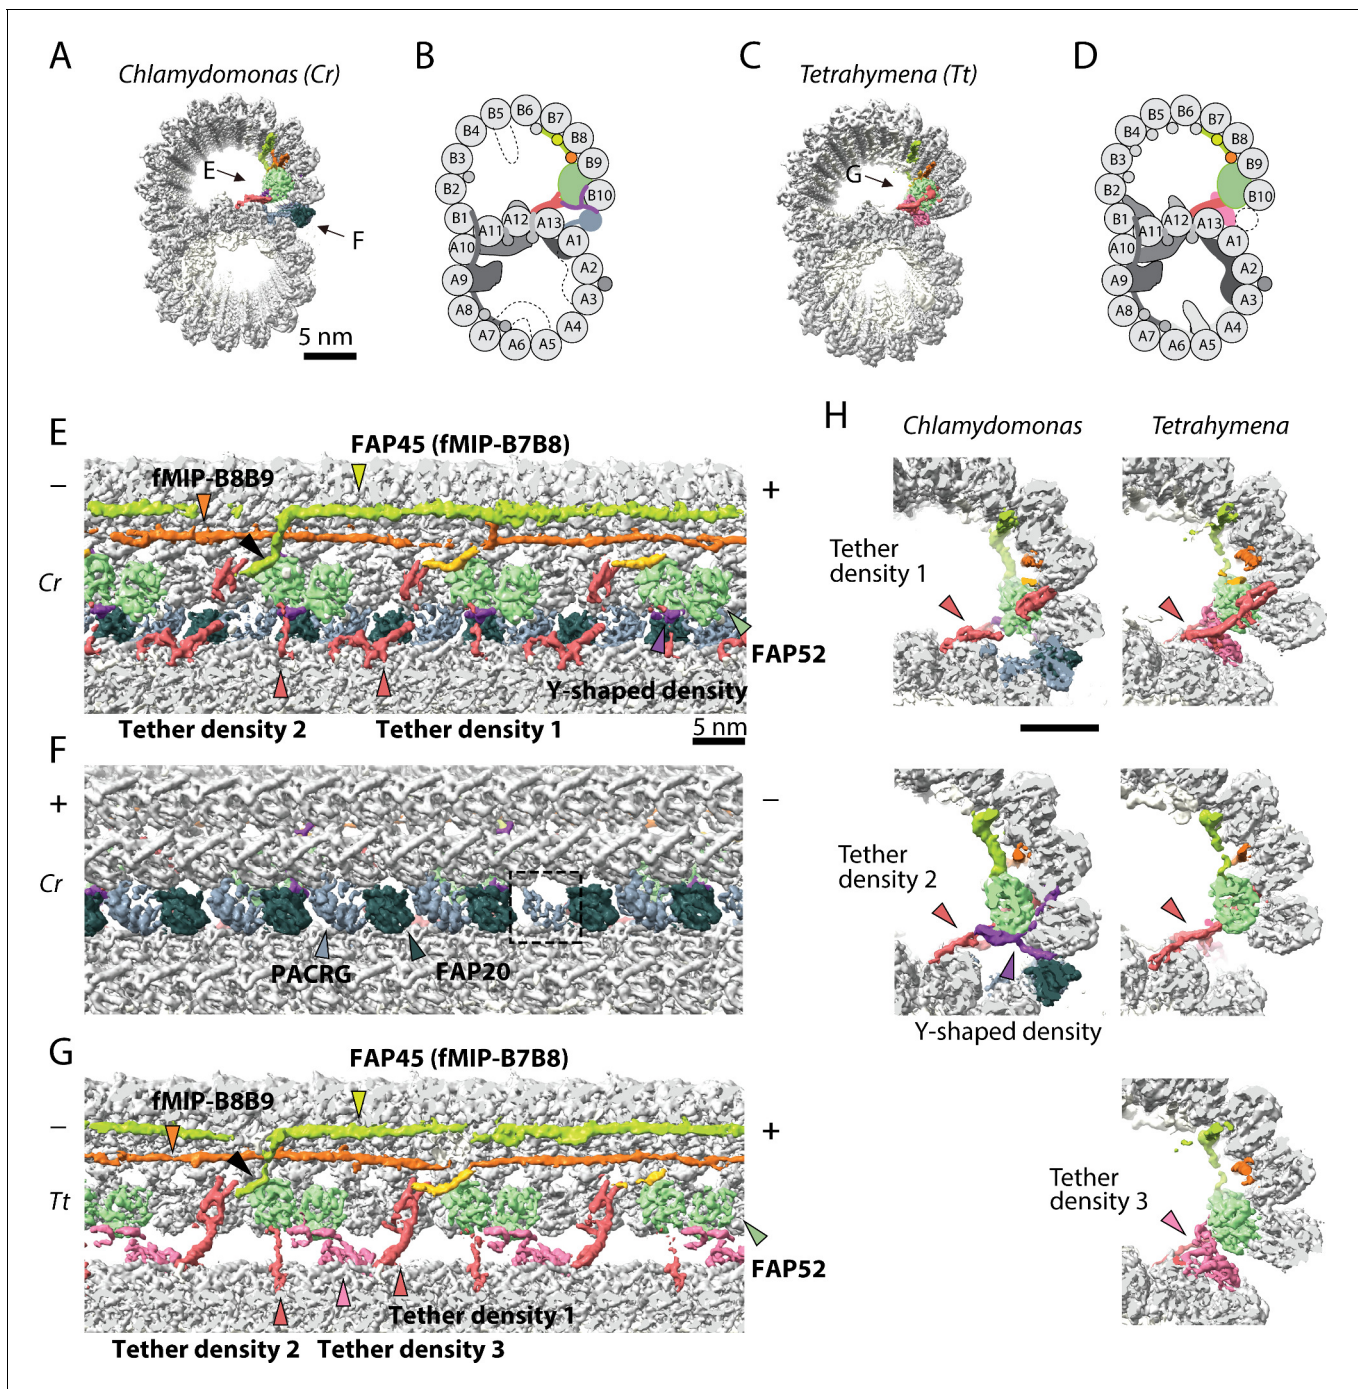 A
Chlamydomonas (Cr)
E
F
5 nm
B
B5
B6
B7
B4
B8
B3
B9
B2
B10
B1
A12
A13
A11
A1
A10
A2
A9
A3
A8
A4
A7
A6
A5
C
Tetrahymena (Tt)
G
D
B5
B6
B7
B4
B8
B3
B9
B2
B10
B1
A12
A13
A11
A1
A10
A2
A9
A3
A8
A4
A7
A6
A5
E
FAP45 (fMIP-B7B8)
fMIP-B8B9
−
+
Cr
FAP52
Y-shaped density
Tether density 2
Tether density 1
5 nm
F
+
−
Cr
PACRG
FAP20
G
FAP45 (fMIP-B7B8)
fMIP-B8B9
−
+
Tt
FAP52
Tether density 1
Tether density 2
Tether density 3
H
Chlamydomonas
Tetrahymena
Tether
density 1
Tether
density 2
Y-shaped density
Tether
density 3